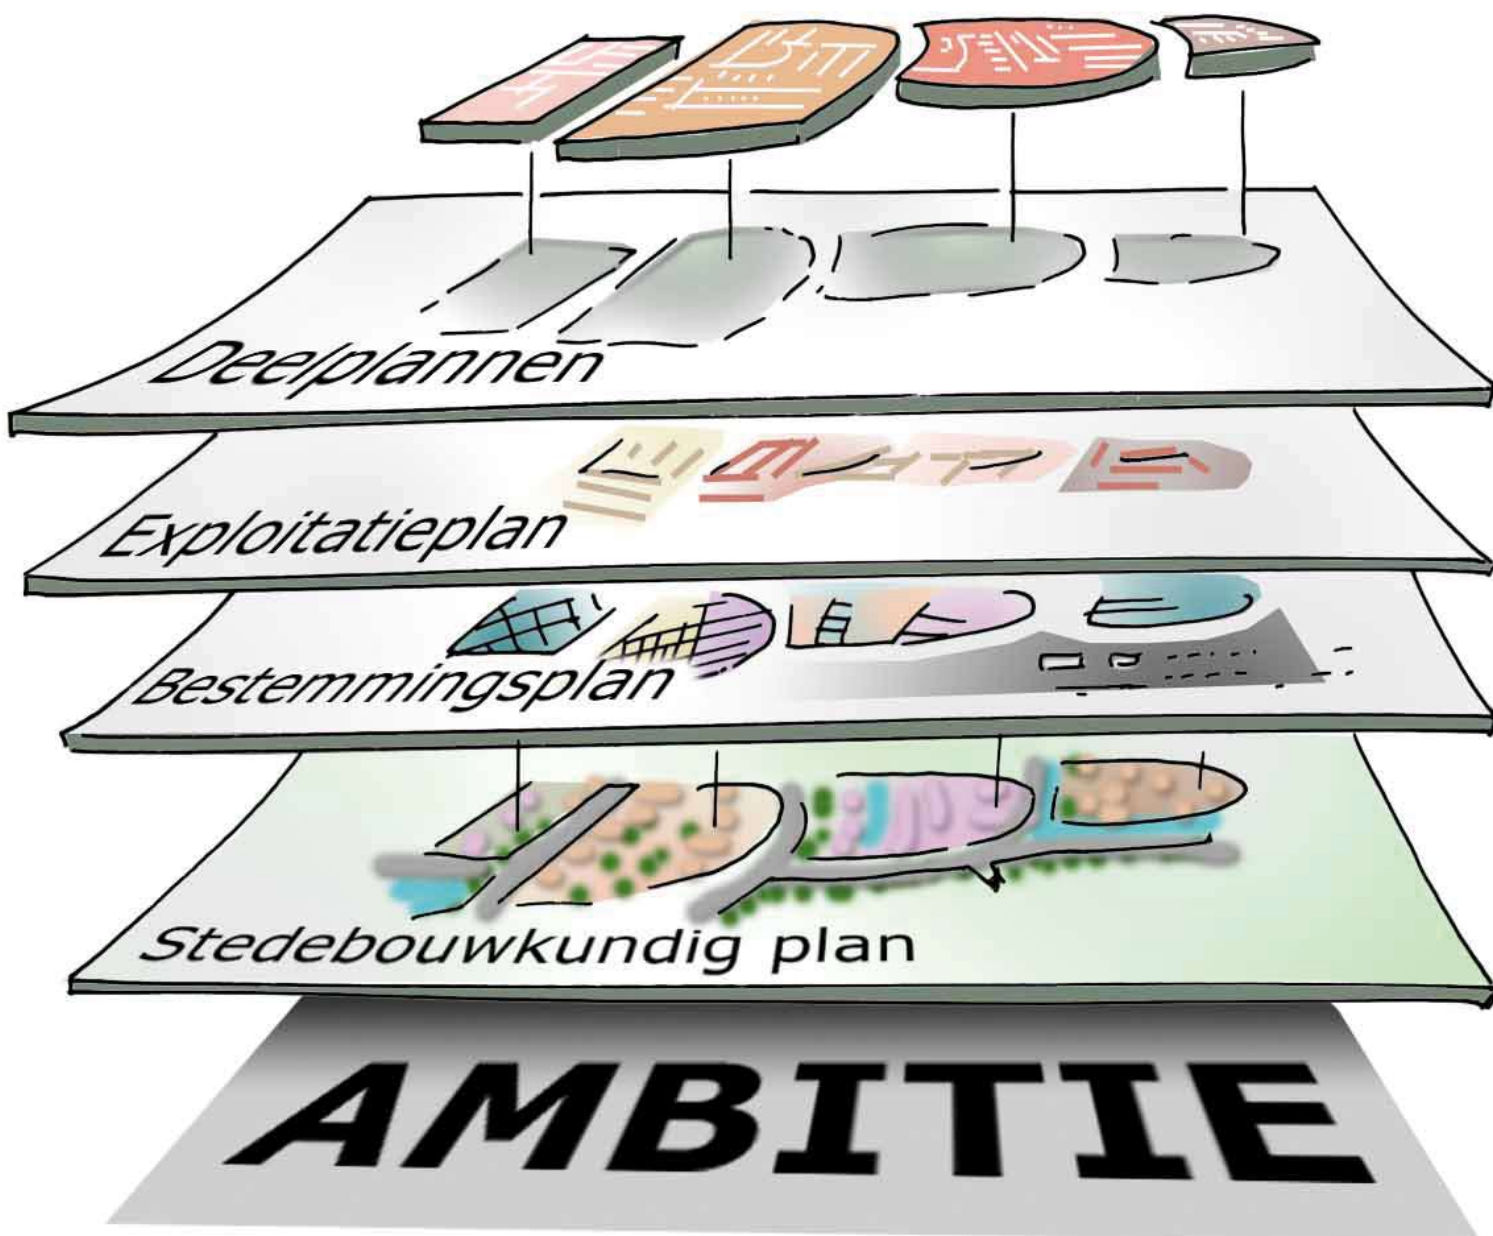 Deelplannen
Exploitatieplan
Bestemmingsplan
Stedebouwkundig plan
AMBITIE